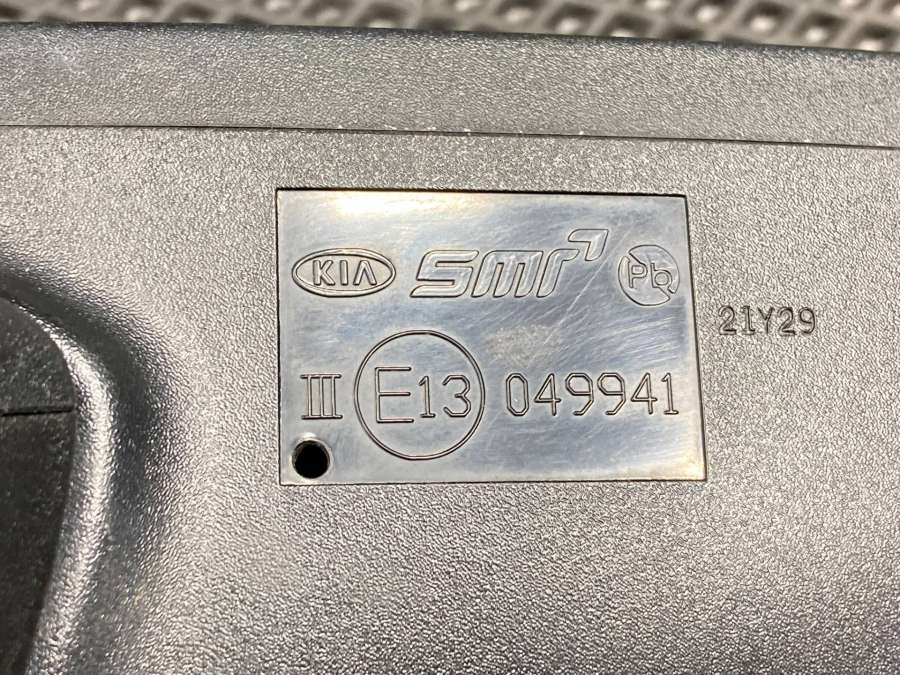 KIA smr Pb
21Y29
III E13 049941